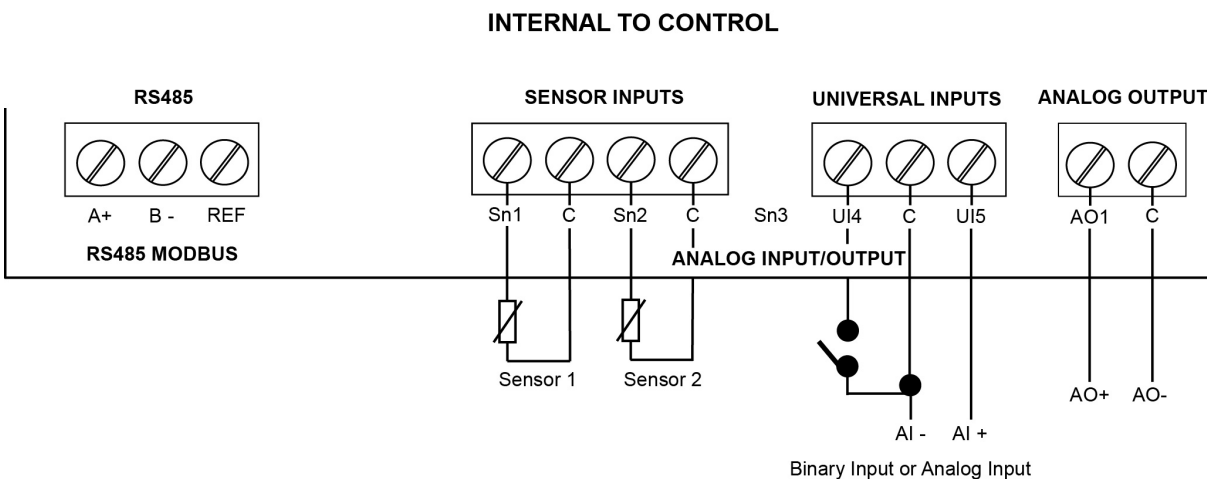 INTERNAL TO CONTROL
RS485
SENSOR INPUTS
UNIVERSAL INPUTS
ANALOG OUTPUT
A+ B - REF
Sn1 C Sn2 C Sn3 UI4 C UI5 AO1 C
RS485 MODBUS
ANALOG INPUT/OUTPUT
Sensor 1
Sensor 2
AO+ AO-
AI - AI +
Binary Input or Analog Input